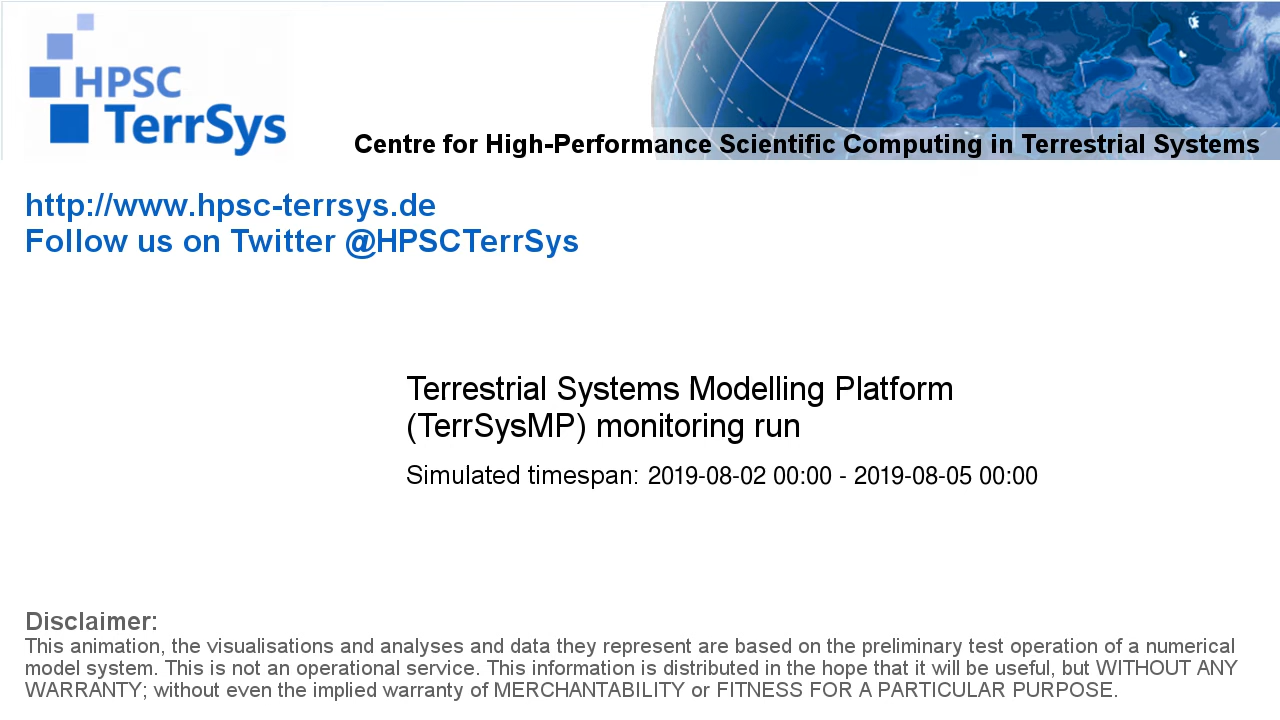 HPSC
TerrSys
Centre for High-Performance Scientific Computing in Terrestrial Systems
http://www.hpsc-terrsys.de
Follow us on Twitter @HPSCTerrSys
Terrestrial Systems Modelling Platform
(TerrSysMP) monitoring run
Simulated timespan: 2019-08-02 00:00 - 2019-08-05 00:00
Disclaimer:
This animation, the visualisations and analyses and data they represent are based on the preliminary test operation of a numerical
model system. This is not an operational service. This information is distributed in the hope that it will be useful, but WITHOUT ANY
WARRANTY; without even the implied warranty of MERCHANTABILITY or FITNESS FOR A PARTICULAR PURPOSE.